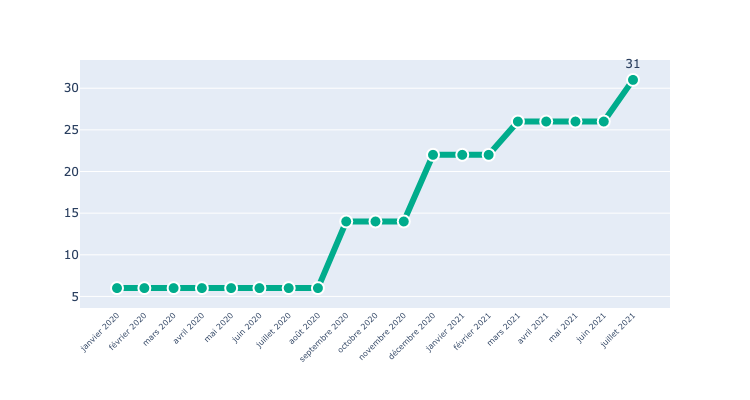 31
30
25
20
15
10
5
janvier 2020
février 2020
mars 2020
avril 2020
mai 2020
juin 2020
juillet 2020
août 2020
septembre 2020
octobre 2020
novembre 2020
décembre 2020
janvier 2021
février 2021
mars 2021
avril 2021
mai 2021
juin 2021
juillet 2021